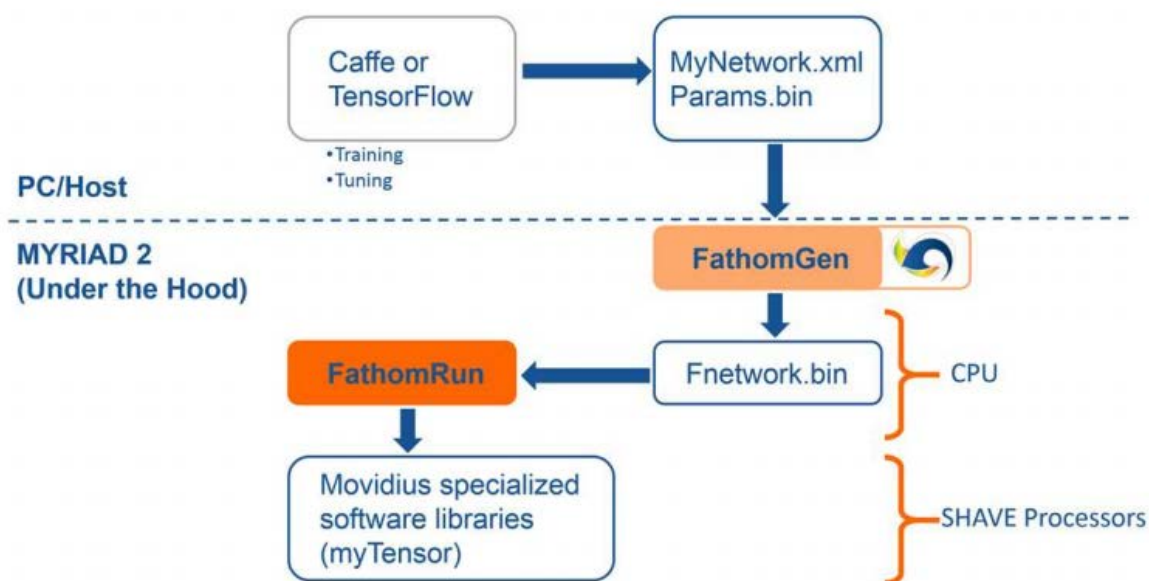 Caffe or
TensorFlow
MyNetwork.xml
Params.bin
•Training
•Tuning
PC/Host
MYRIAD 2
(Under the Hood)
FathomGen
FathomRun
Fnetwork.bin
CPU
Movidius specialized
software libraries
(myTensor)
SHAVE Processors